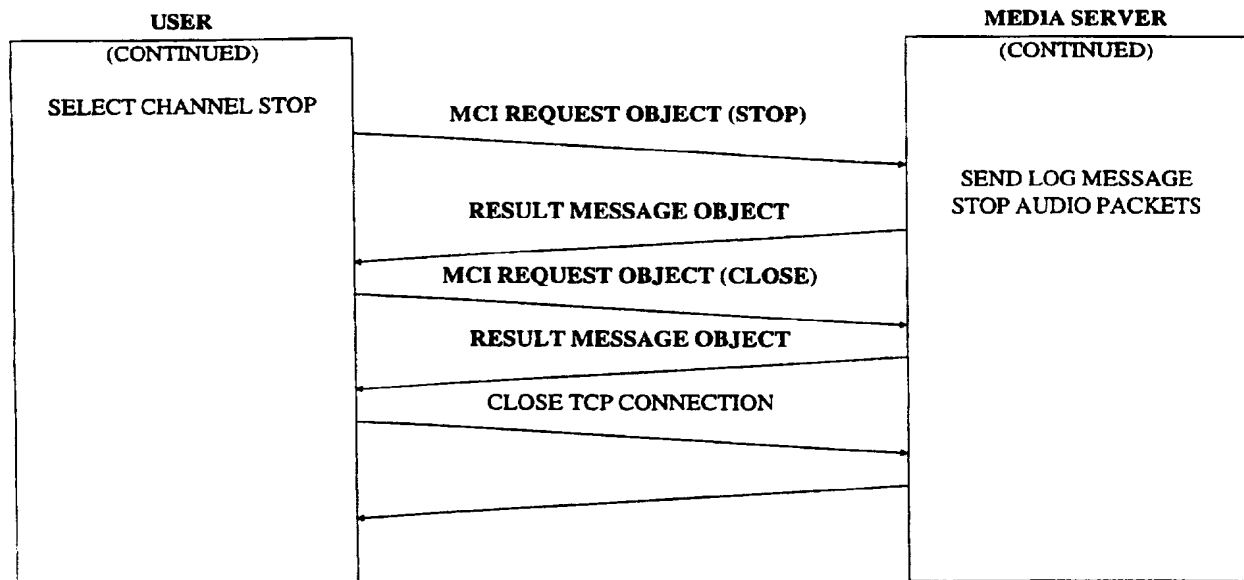 USER
MEDIA SERVER
(CONTINUED)
(CONTINUED)
SELECT CHANNEL STOP
MCI REQUEST OBJECT (STOP)
SEND LOG MESSAGE
STOP AUDIO PACKETS
RESULT MESSAGE OBJECT
MCI REQUEST OBJECT (CLOSE)
RESULT MESSAGE OBJECT
CLOSE TCP CONNECTION